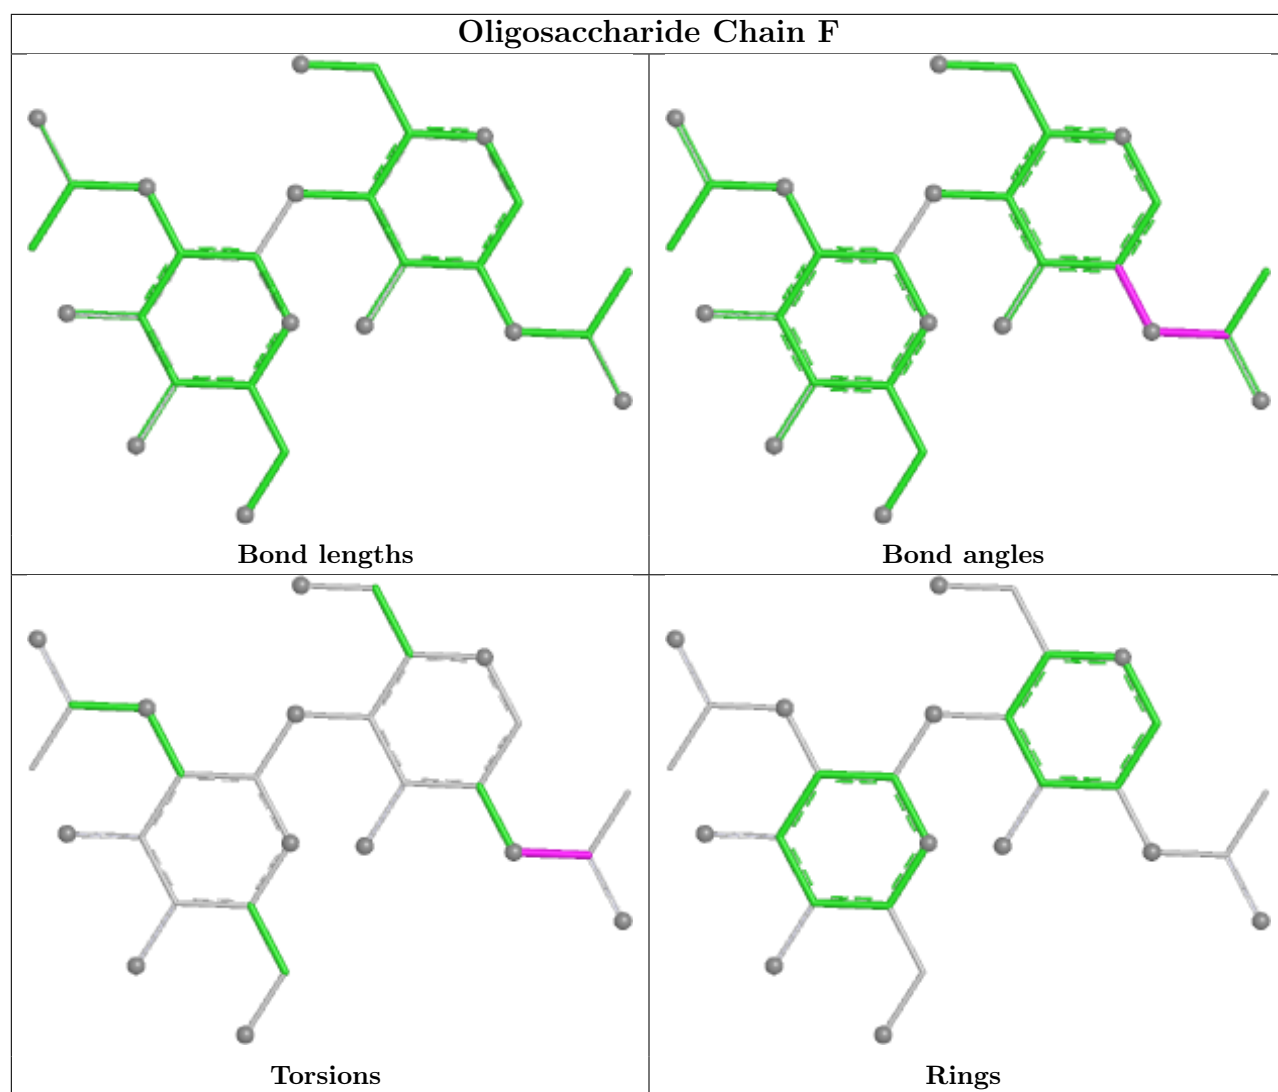 Oligosaccharide Chain F
Bond lengths
Bond angles
Torsions
Rings